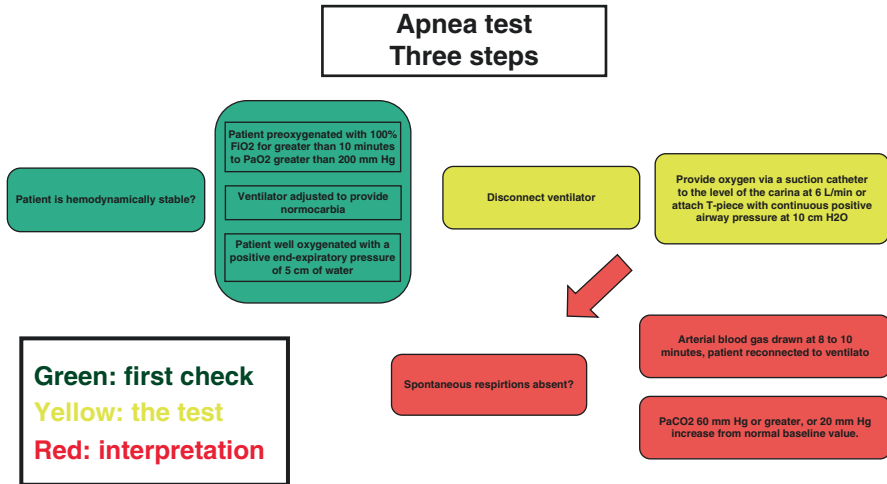 Apnea test
Three steps
Patient is hemodynamically stable?
Patient preoxygenated with 100%
FiO2 for greater than 10 minutes
to PaO2 greater than 200 mm Hg
Ventilator adjusted to provide
normocarbia
Patient well oxygenated with a
positive end-expiratory pressure
of 5 cm of water
Disconnect ventilator
Provide oxygen via a suction catheter
to the level of the carina at 6 L/min or
attach T-piece with continuous positive
airway pressure at 10 cm H2O
Spontaneous respirtions absent?
Arterial blood gas drawn at 8 to 10
minutes, patient reconnected to ventilato
PaCO2 60 mm Hg or greater, or 20 mm Hg
increase from normal baseline value.
Green: first check
Yellow: the test
Red: interpretation